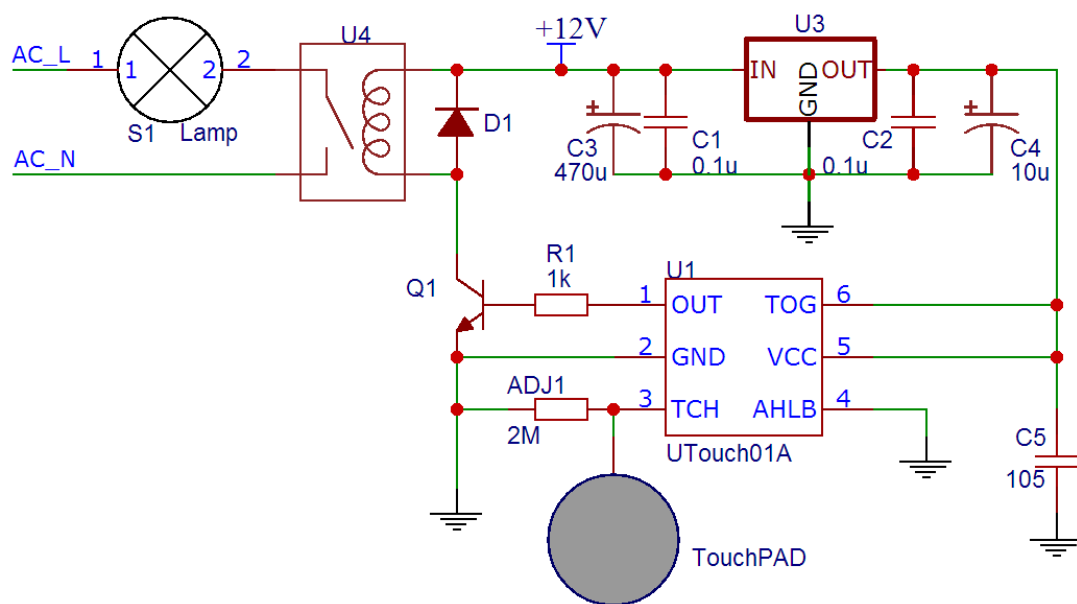 +12V
U4
U3
AC_L
1
1
2
2
IN
OUT
GND
S1
Lamp
D1
C3
470u
C1
0.1u
0.1u
C2
C4
10u
AC_N
R1
1k
U1
Q1
1
OUT
TOG
6
2
GND
VCC
5
ADJ1
2M
3
TCH
AHLB
4
UTouch01A
C5
105
TouchPAD
+
+